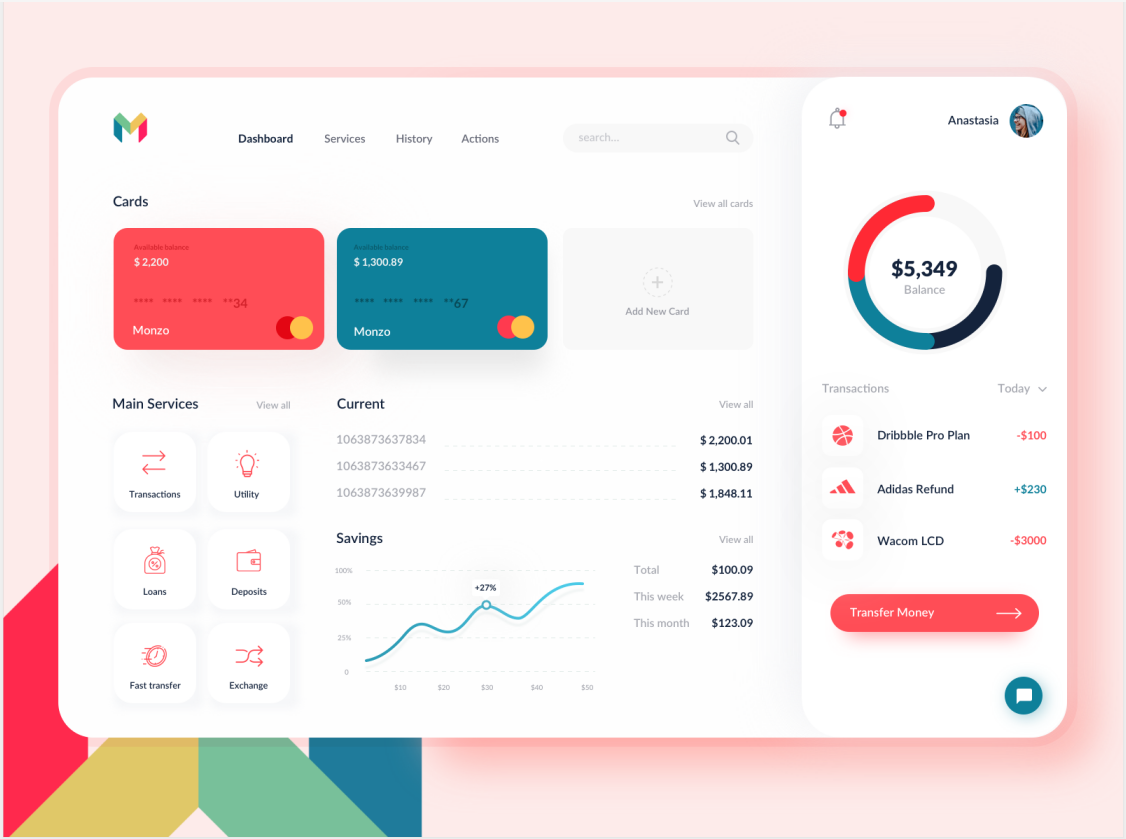 Dashboard Services History Actions
search...
Anastasia
Cards
View all cards
Available balance
$ 2,200
**** **** **** **34
Monzo
Available balance
$ 1,300.89
**** **** **** **67
Monzo
Add New Card
$5,349
Balance
Main Services
View all
Transactions
Utility
Loans
Deposits
Fast transfer
Exchange
Current
View all
1063873637834 $ 2,200.01
1063873633467 $ 1,300.89
1063873639987 $ 1,848.11
Savings
View all
100%
50%
25%
0
+27%
$10 $20 $30 $40 $50
Total $100.09
This week $2567.89
This month $123.09
Transactions Today
Dribbble Pro Plan -$100
Adidas Refund +$230
Wacom LCD -$3000
Transfer Money